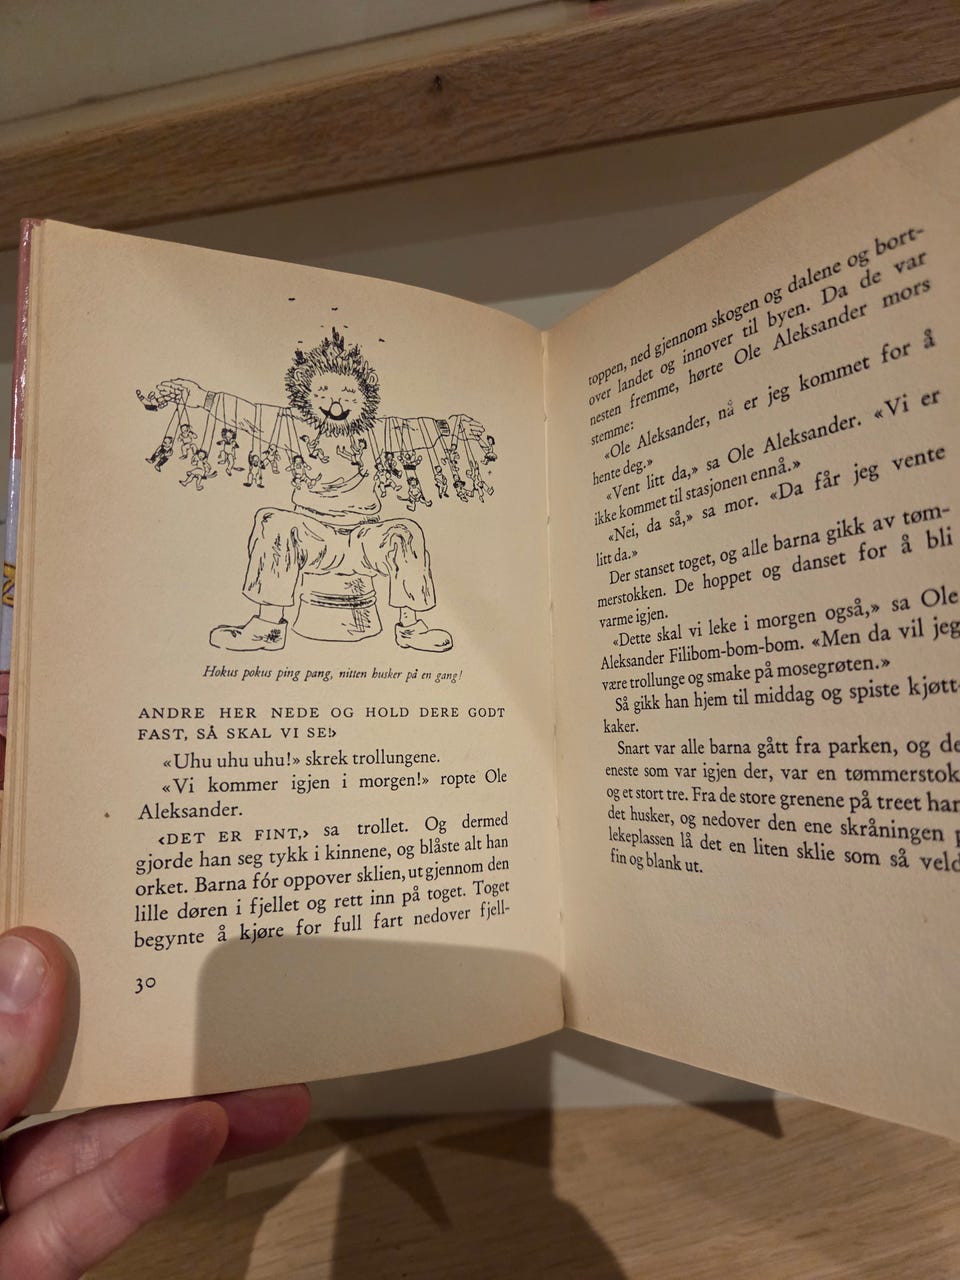 Hokus pokus ping pang, nitten husker på en gang!
ANDRE HER NEDE OG HOLD DERE GODT
FAST, SÅ SKAL VI SE!›
«Uhu uhu uhu!» skrek trollungene.
«Vi kommer igjen i morgen!» ropte Ole
Aleksander.
‹DET ER FINT,› sa trollet. Og dermed
gjorde han seg tykk i kinnene, og blåste alt han
orket. Barna fór oppover sklien, ut gjennom den
lille døren i fjellet og rett inn på toget. Toget
begynte å kjøre for full fart nedover fjell-
30
toppen, ned gjennom skogen og dalene og bort-
over landet og innover til byen. Da de var
nesten fremme, hørte Ole Aleksander mors
stemme:
«Ole Aleksander, nå er jeg kommet for å
hente deg.»
«Vent litt da,» sa Ole Aleksander. «Vi er
ikke kommet til stasjonen ennå.»
«Nei, da så,» sa mor. «Da får jeg vente
litt da.»
Der stanset toget, og alle barna gikk av tøm-
merstokken. De hoppet og danset for å bli
varme igjen.
«Dette skal vi leke i morgen også,» sa Ole
Aleksander Filibom-bom-bom. «Men da vil jeg
være trollunge og smake på mosegrøten.»
Så gikk han hjem til middag og spiste kjøtt-
kaker.
Snart var alle barna gått fra parken, og de
eneste som var igjen der, var en tømmerstok
og et stort tre. Fra de store grenene på treet han
det husker, og nedover den ene skråningen p
lekeplassen lå det en liten sklie som så veld
fin og blank ut.